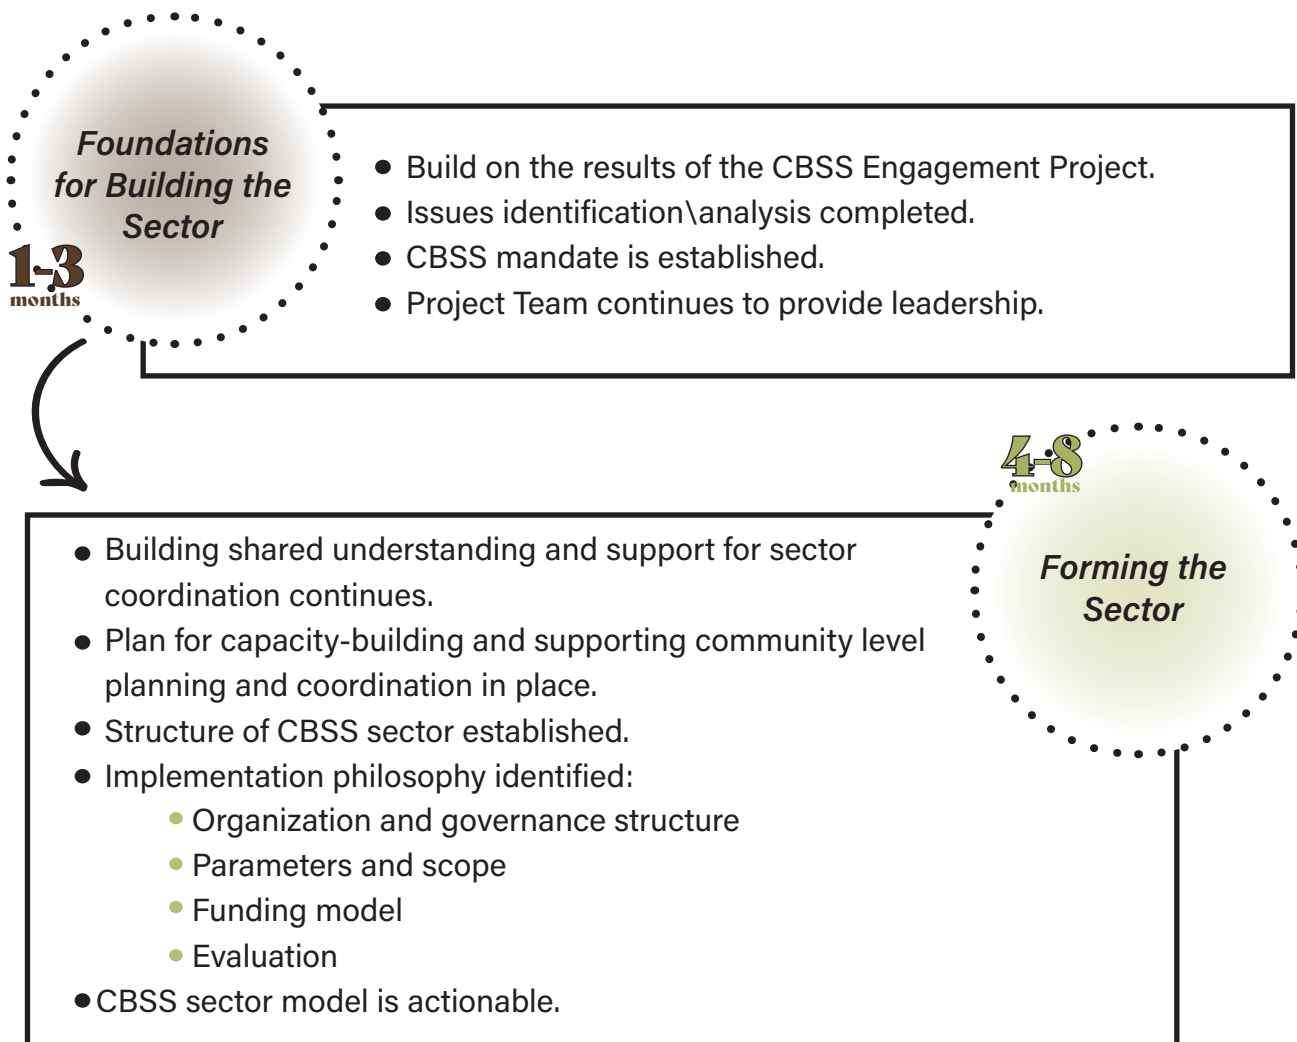 Foundations
for Building the
Sector
1-3
months
• Build on the results of the CBSS Engagement Project.
• Issues identification\analysis completed.
• CBSS mandate is established.
• Project Team continues to provide leadership.
4-8
months
Forming the
Sector
• Building shared understanding and support for sector
coordination continues.
• Plan for capacity-building and supporting community level
planning and coordination in place.
• Structure of CBSS sector established.
• Implementation philosophy identified:
• Organization and governance structure
• Parameters and scope
• Funding model
• Evaluation
• CBSS sector model is actionable.